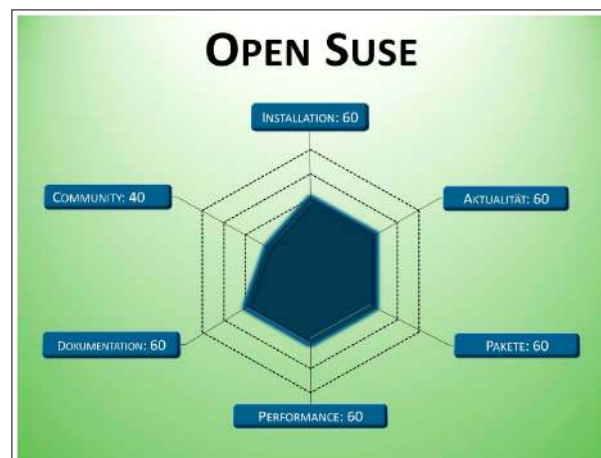 OPEN SUSE
INSTALLATION: 60
COMMUNITY: 40
AKTUALITÄT: 60
DOKUMENTATION: 60
PAKETE: 60
PERFORMANCE: 60